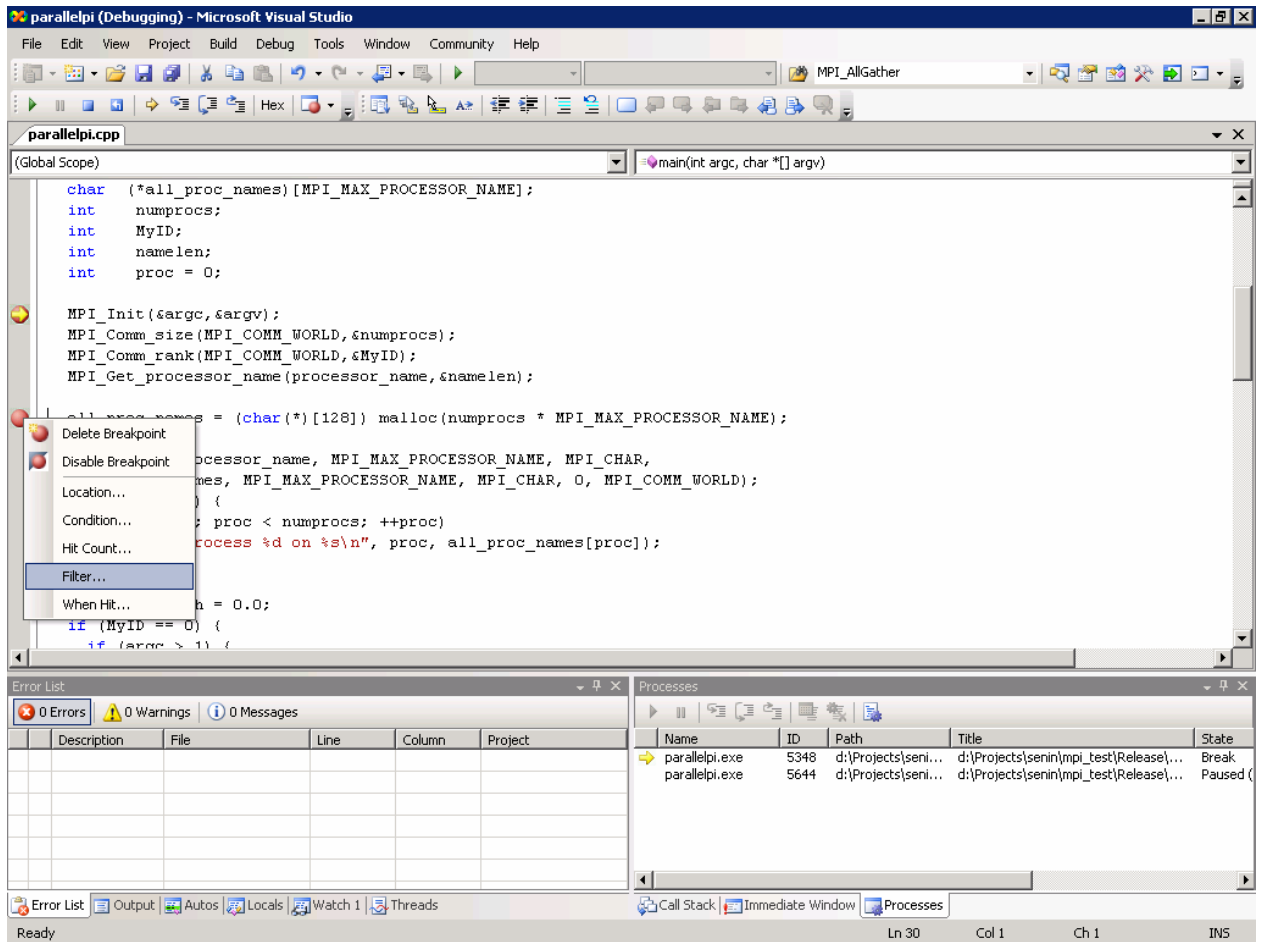 parallelpi (Debugging) - Microsoft Visual Studio
File Edit View Project Build Debug Tools Window Community Help
MPI_AllGather
Hex
parallelpi.cpp
(Global Scope) main(int argc, char *[] argv)
char (*all_proc_names)[MPI_MAX_PROCESSOR_NAME];
int numprocs;
int MyID;
int namelen;
int proc = 0;
MPI_Init(&argc,&argv);
MPI_Comm_size(MPI_COMM_WORLD,&numprocs);
MPI_Comm_rank(MPI_COMM_WORLD,&MyID);
MPI_Get_processor_name(processor_name,&namelen);
all_proc_names = (char(*)[128]) malloc(numprocs * MPI_MAX_PROCESSOR_NAME);
Delete Breakpoint
Disable Breakpoint
ocessor_name, MPI_MAX_PROCESSOR_NAME, MPI_CHAR,
mes, MPI_MAX_PROCESSOR_NAME, MPI_CHAR, 0, MPI_COMM_WORLD);
Location...
) {
Condition...
; proc < numprocs; ++proc)
Hit Count...
rocess %d on %s\n", proc, all_proc_names[proc]);
Filter...
When Hit...
h = 0.0;
if (MyID == 0) {
if (argc > 1) {
Error List
Processes
0 Errors 0 Warnings 0 Messages
Description File Line Column Project
Name ID Path Title State
parallelpi.exe 5348 d:\Projects\seni... d:\Projects\senin\mpi_test\Release\... Break
parallelpi.exe 5644 d:\Projects\seni... d:\Projects\senin\mpi_test\Release\... Paused (
Error List Output Autos Locals Watch 1 Threads
Call Stack Immediate Window Processes
Ready Ln 30 Col 1 Ch 1 INS